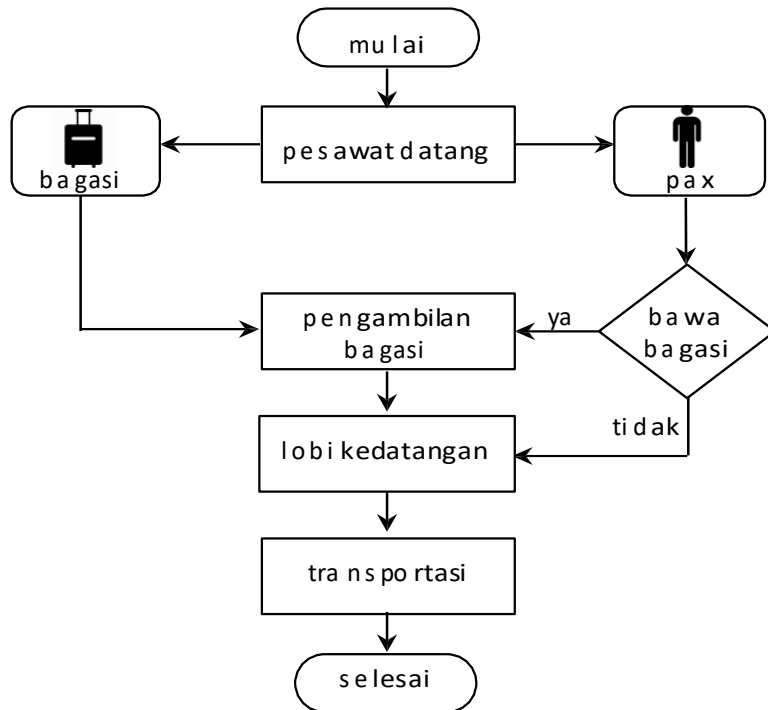 mulai
pesawat datang
bagasi
pax
pengambilan
bagasi
ya
bawa
bagasi
tidak
lobi kedatangan
transportasi
selesai